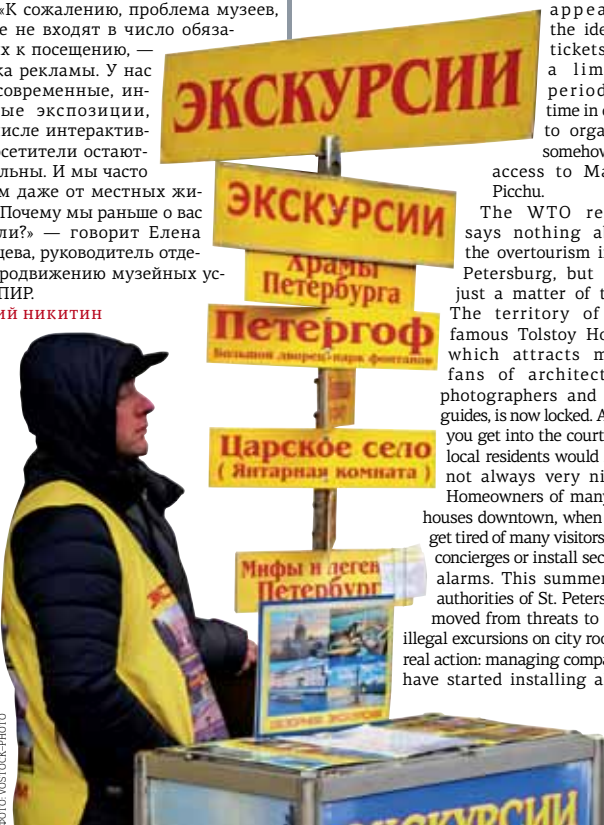 «К сожалению, проблема музеев,
е не входят в число обяза-
х к посещению, —
ка рекламы. У нас
современные, ин-
ые экспозиции,
исле интерактив-
сетители остают-
льны. И мы часто
м даже от местных жи-
Почему мы раньше о вас
ли?» — говорит Елена
цева, руководитель отде-
родвижению музейных ус-
ПИР.
ИЙ НИКИТИН
ЭКСКУРСИИ
ЭКСКУРСИИ
Храмы
Петербурга
Петергоф
Большой дворец-парк фонтанов
Царское село
( Янтарная комната )
Мифы и леген
Петербург
ЭКСКУРСИИ
appea
the ide
tickets
a lim
period
time in
to orga
somehow
access to Ma
Picchu.
The WTO re
says nothing a
the overtourism i
Petersburg, but
just a matter of t
The territory of
famous Tolstoy Ho
which attracts m
fans of architect
photographers and
guides, is now locked. A
you get into the court
local residents would
not always very ni
Homeowners of many
houses downtown, when
get tired of many visitors
concierges or install sec
alarms. This summer
authorities of St. Peters
moved from threats to
illegal excursions on city roo
real action: managing compa
have started installing a
ФОТО: VOSTOCK-PHOTO